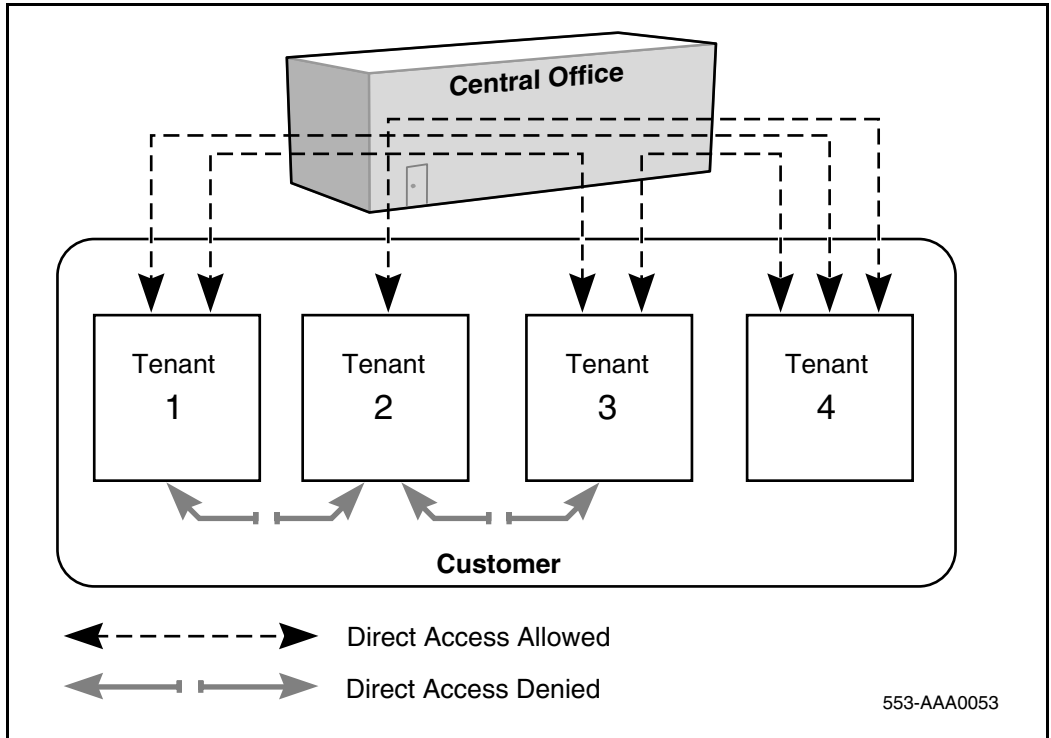 Central Office
Tenant
1
Tenant
2
Tenant
3
Tenant
4
Customer
Direct Access Allowed
Direct Access Denied
553-AAA0053